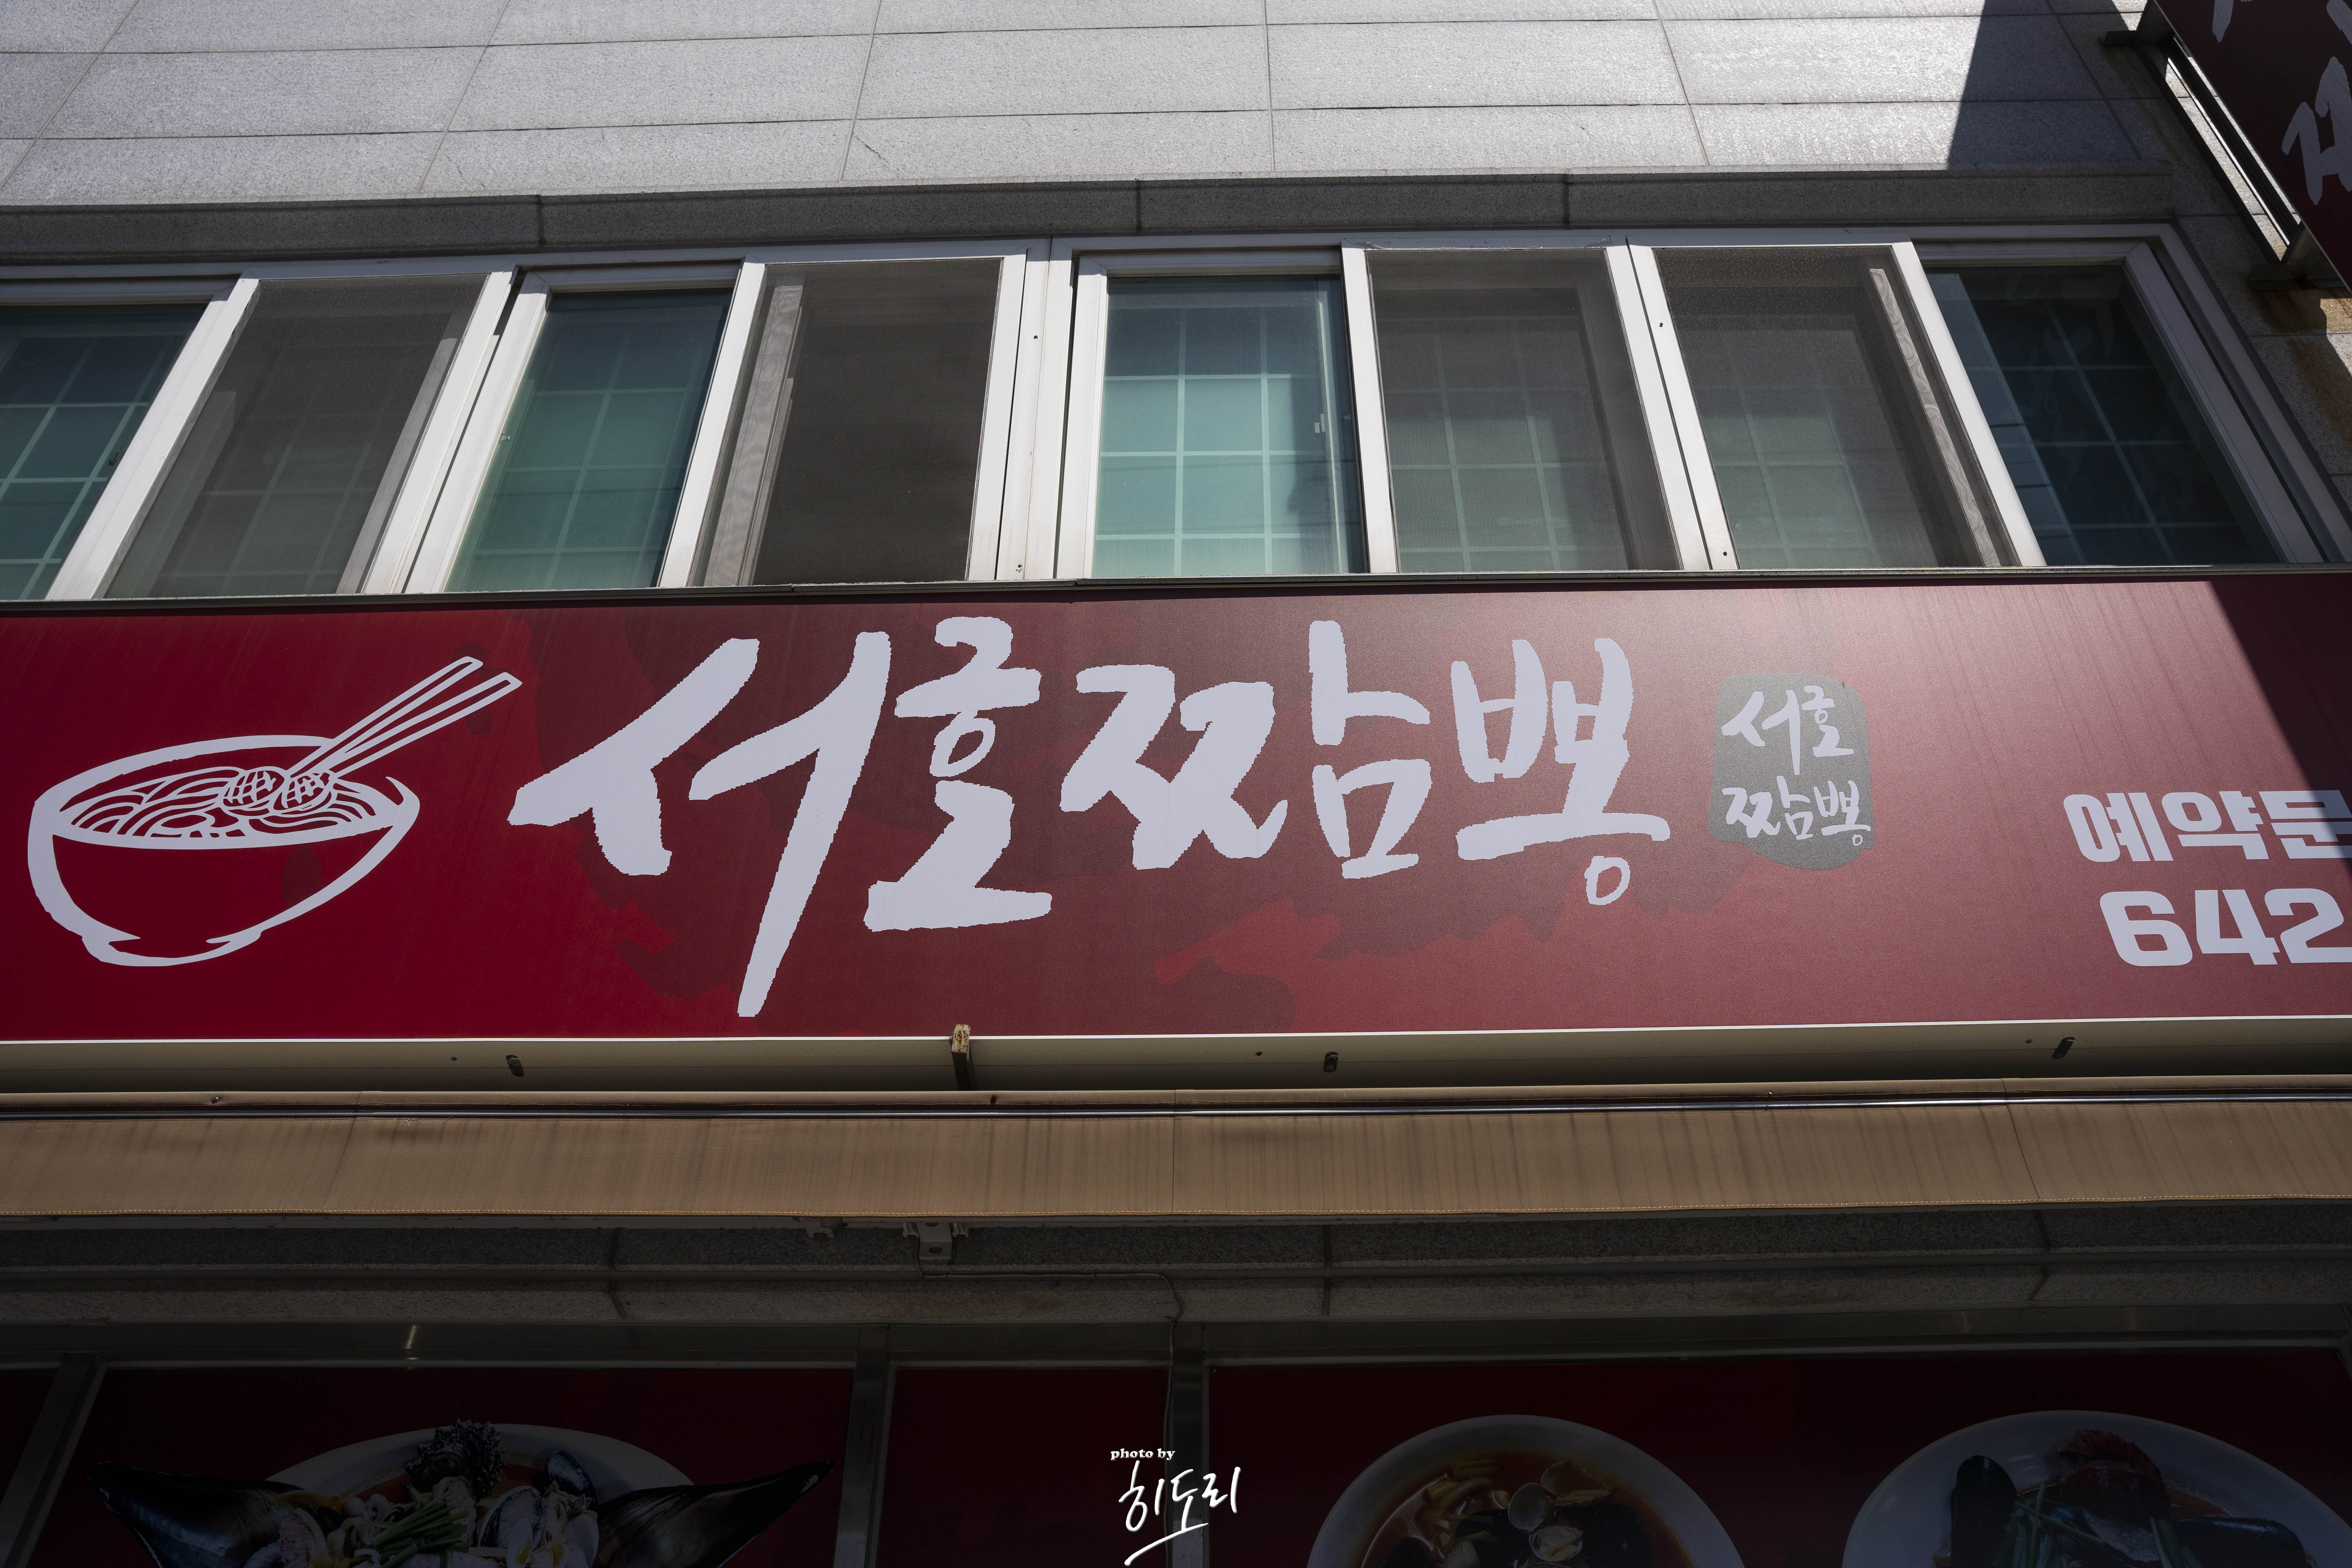 서호짬뽕
서호
짬뽕
예약문
642
photo by
히도리